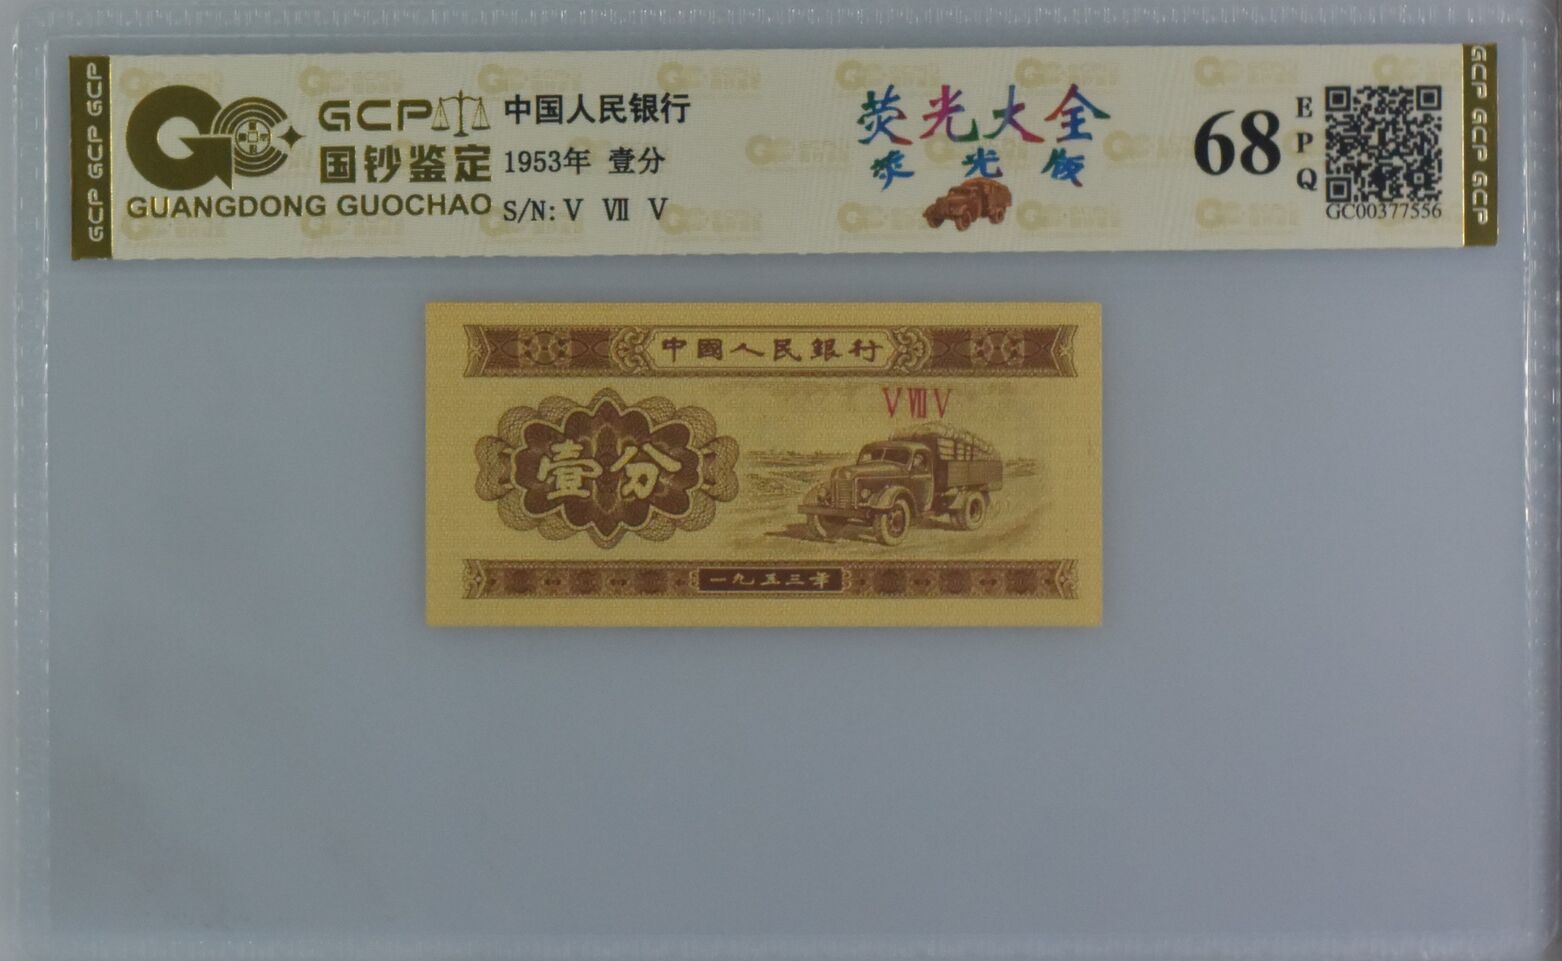 GCP GCP GCP
GCP
国钞鉴定
GUANGDONG GUOCHAO
中国人民银行
1953年 壹分
S/N: V VII V
荧光大全
荧光版
68
EPQ
GC00377556
GCP GCP GCP
中國人民銀行
V VII V
壹分
一九五三年